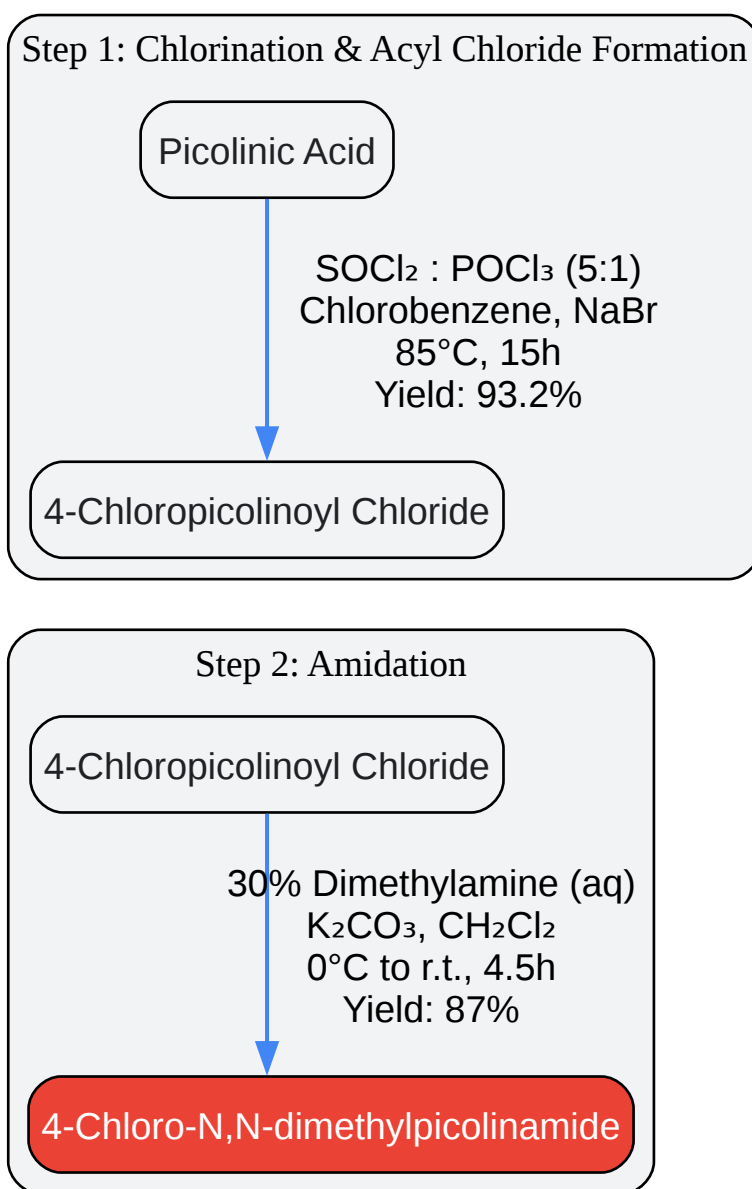 Step 1: Chlorination & Acyl Chloride Formation
Picolinic Acid
SOCl₂ : POCl₃ (5:1)
Chlorobenzene, NaBr
85°C, 15h
Yield: 93.2%
4-Chloropicolinoyl Chloride
Step 2: Amidation
4-Chloropicolinoyl Chloride
30% Dimethylamine (aq)
K₂CO₃, CH₂Cl₂
0°C to r.t., 4.5h
Yield: 87%
4-Chloro-N,N-dimethylpicolinamide